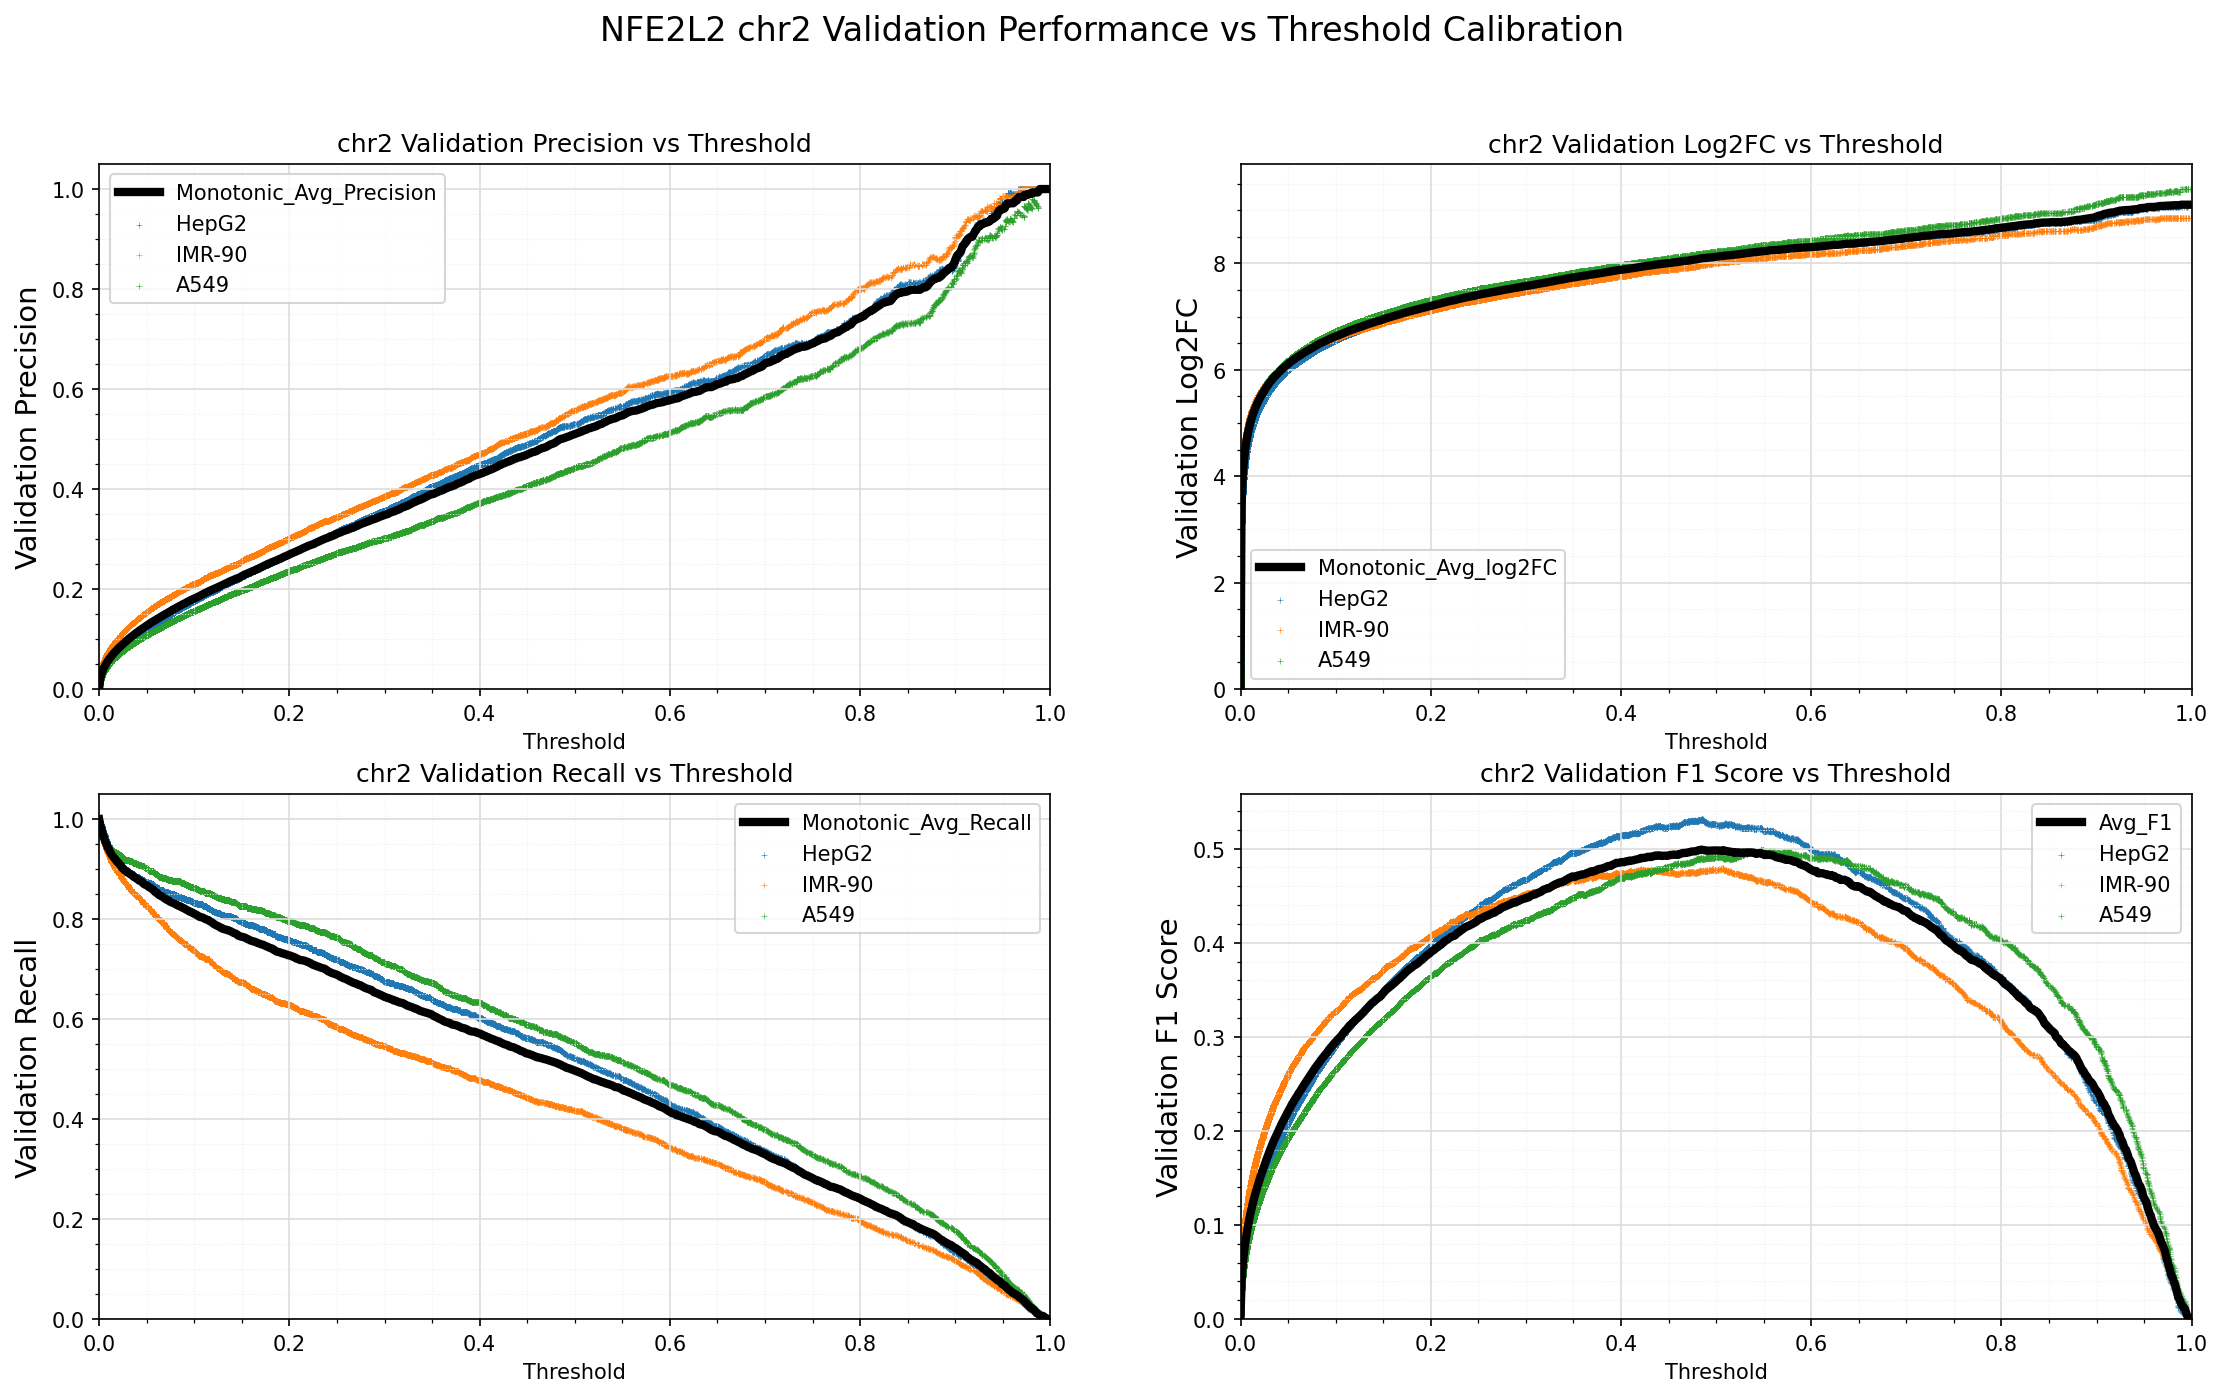 NFE2L2 chr2 Validation Performance vs Threshold Calibration
chr2 Validation Precision vs Threshold
Validation Precision
1.0
0.8
0.6
0.4
0.2
0.0
Monotonic_Avg_Precision
HepG2
IMR-90
A549
0.0 0.2 0.4 0.6 0.8 1.0
Threshold
chr2 Validation Log2FC vs Threshold
Validation Log2FC
8
6
4
2
0
Monotonic_Avg_log2FC
HepG2
IMR-90
A549
0.0 0.2 0.4 0.6 0.8 1.0
Threshold
chr2 Validation Recall vs Threshold
Validation Recall
1.0
0.8
0.6
0.4
0.2
0.0
Monotonic_Avg_Recall
HepG2
IMR-90
A549
0.0 0.2 0.4 0.6 0.8 1.0
Threshold
chr2 Validation F1 Score vs Threshold
Validation F1 Score
0.5
0.4
0.3
0.2
0.1
0.0
Avg_F1
HepG2
IMR-90
A549
0.0 0.2 0.4 0.6 0.8 1.0
Threshold